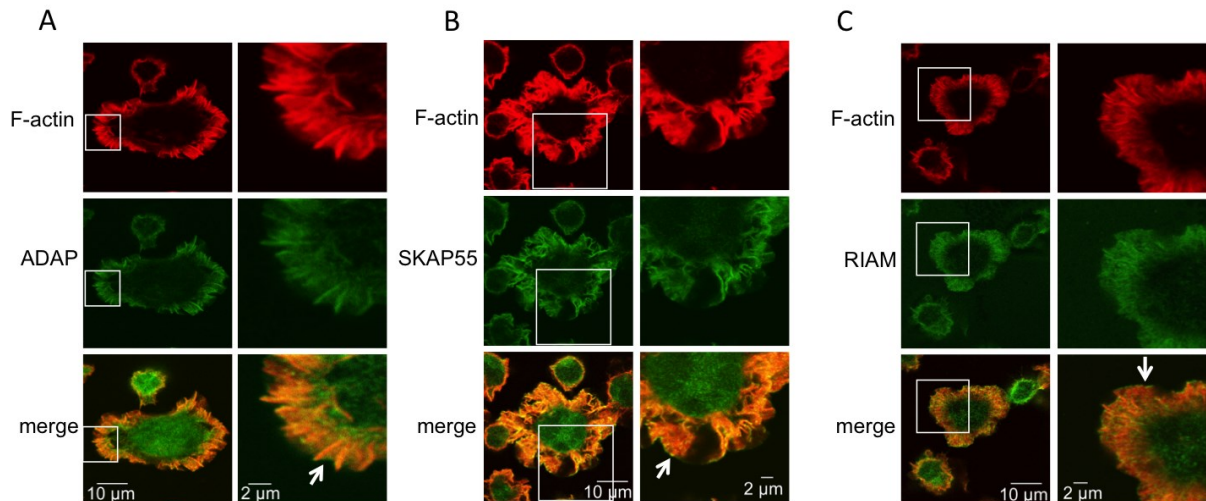 A
B
C
F-actin
F-actin
F-actin
ADAP
SKAP55
RIAM
merge
merge
merge
10 µm
2 µm
10 µm
2 µm
10 µm
2 µm